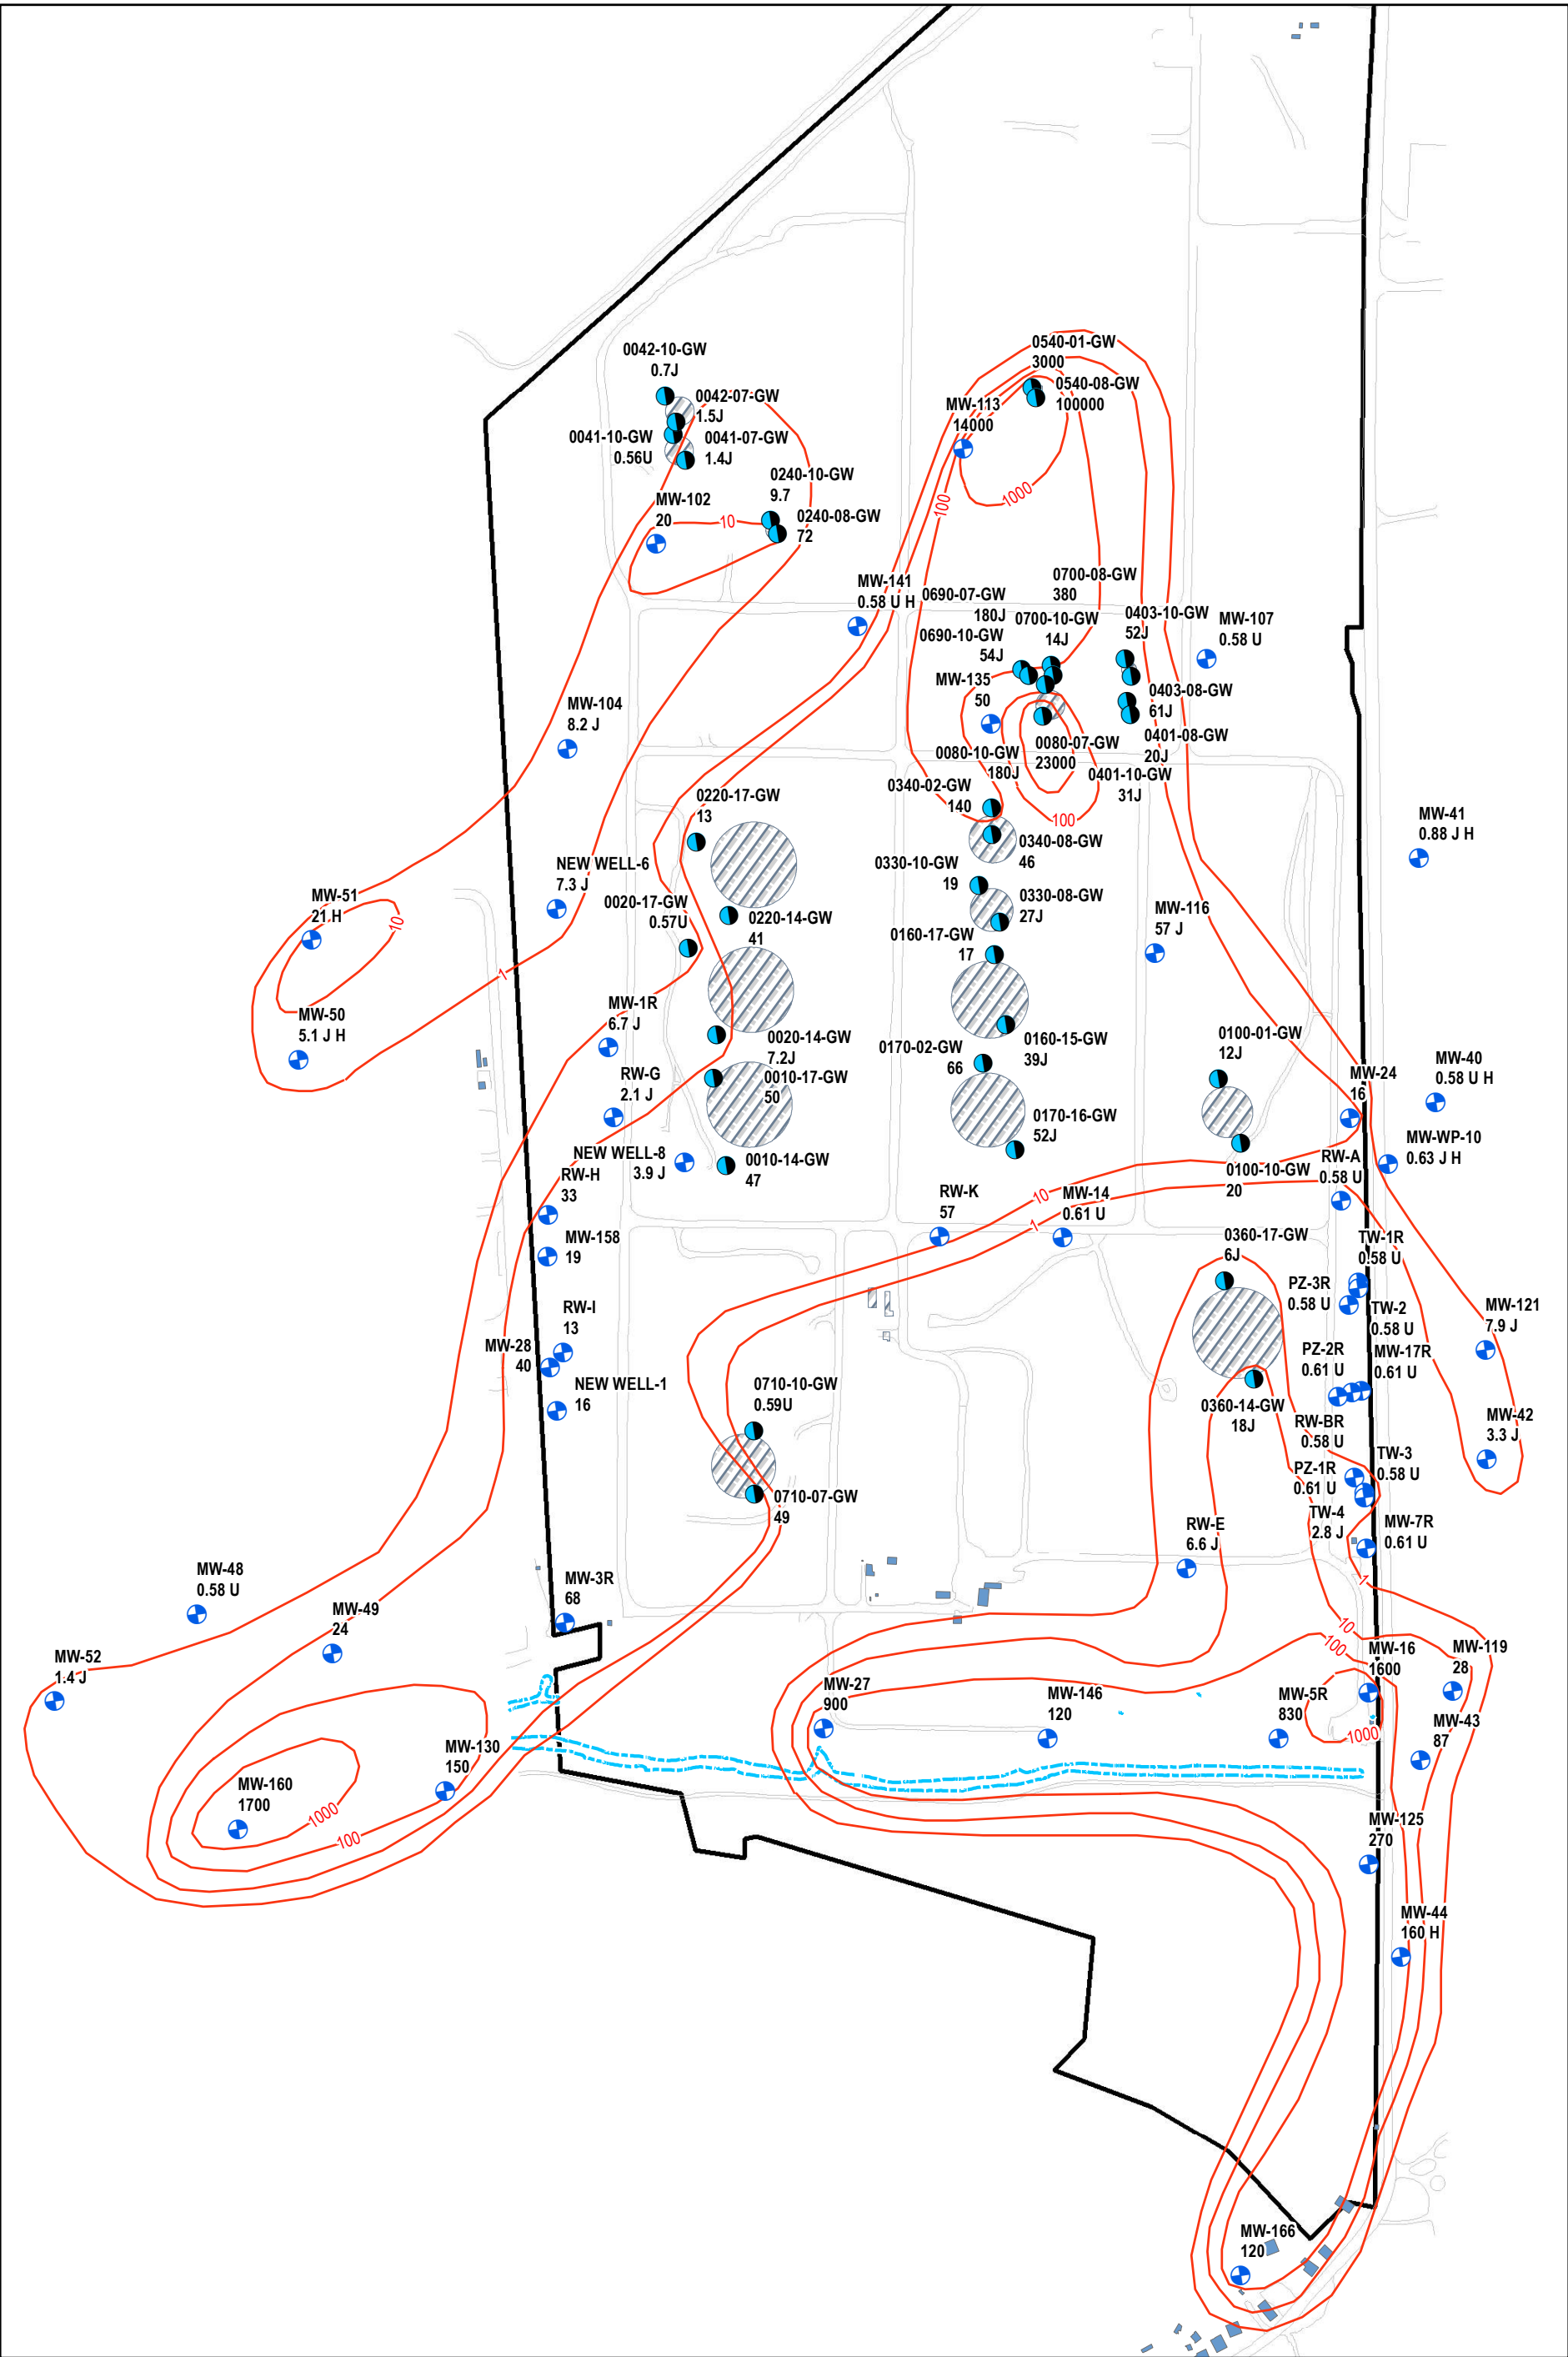 0540-01-GW
3000
0042-10-GW
0.7J
0540-08-GW
100000
0042-07-GW
1.5J
MW-113
14000
0041-10-GW
0.56U
0041-07-GW
1.4J
0240-10-GW
9.7
1000
MW-102
20
100
10
0240-08-GW
72
0700-08-GW
380
MW-141
0.58 U H
0690-07-GW
180J
0403-10-GW
52J
0700-10-GW
14J
MW-107
0.58 U
0690-10-GW
54J
MW-135
50
0403-08-GW
61J
MW-104
8.2 J
0401-08-GW
20J
0080-07-GW
23000
0080-10-GW
180J
0401-10-GW
31J
0340-02-GW
140
0220-17-GW
13
100
MW-41
0.88 J H
0340-08-GW
46
0330-10-GW
19
NEW WELL-6
7.3 J
0330-08-GW
27J
MW-51
21 H
0020-17-GW
0.57U
MW-116
57 J
10
0220-14-GW
41
0160-17-GW
17
1
MW-1R
6.7 J
MW-50
5.1 J H
0020-14-GW
7.2J
0160-15-GW
39J
0100-01-GW
12J
0170-02-GW
66
MW-40
0.58 U H
MW-24
16
0010-17-GW
50
RW-G
2.1 J
0170-16-GW
52J
MW-WP-10
0.63 J H
NEW WELL-8
3.9 J
0010-14-GW
47
RW-A
0.58 U
RW-H
33
0100-10-GW
20
10
MW-14
0.61 U
RW-K
57
1
MW-158
19
0360-17-GW
6J
TW-1R
0.58 U
PZ-3R
0.58 U
RW-I
13
TW-2
0.58 U
MW-121
7.9 J
MW-28
40
PZ-2R
0.61 U
MW-17R
0.61 U
NEW WELL-1
16
0710-10-GW
0.59U
0360-14-GW
18J
MW-42
3.3 J
RW-BR
0.58 U
TW-3
0.58 U
PZ-1R
0.61 U
0710-07-GW
49
TW-4
2.8 J
MW-7R
0.61 U
RW-E
6.6 J
MW-48
0.58 U
MW-3R
68
1
MW-49
24
10
100
MW-52
1.4 J
MW-16
1600
MW-119
28
MW-27
900
MW-146
120
MW-5R
830
1000
MW-43
87
MW-130
150
MW-160
1700
1000
100
MW-125
270
MW-44
160 H
MW-166
120